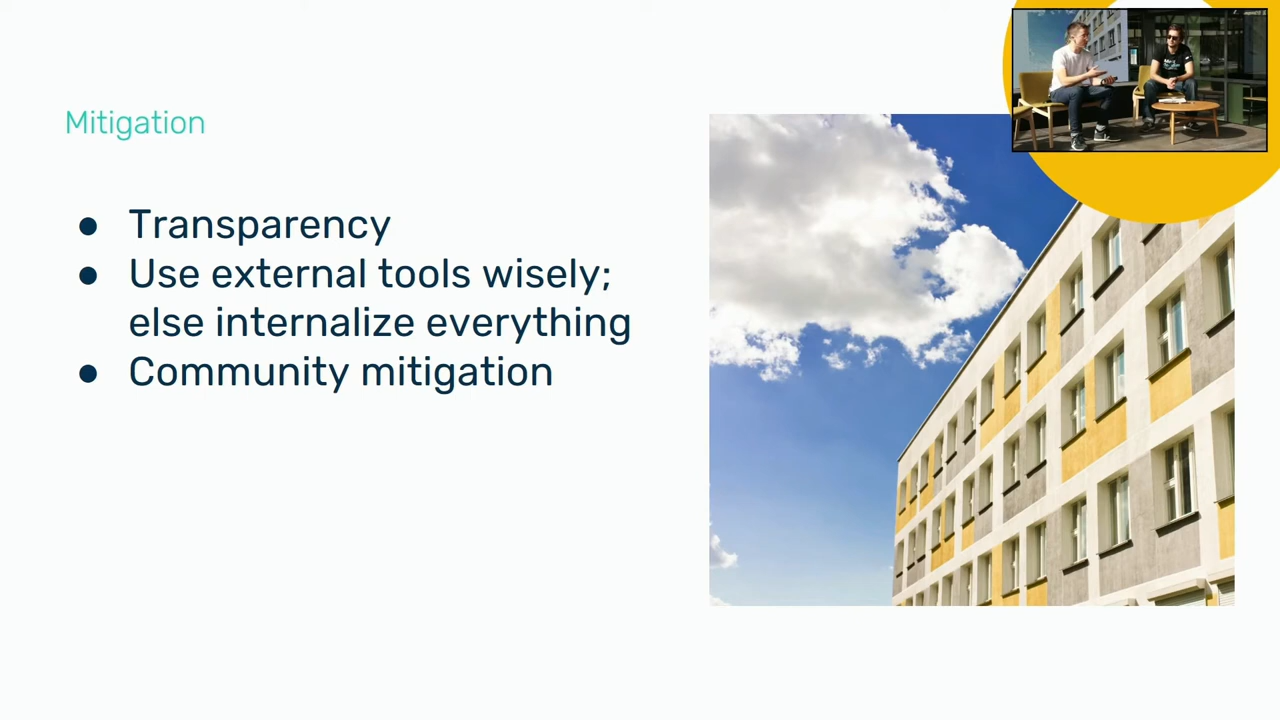 Mitigation
● Transparency
● Use external tools wisely;
else internalize everything
● Community mitigation